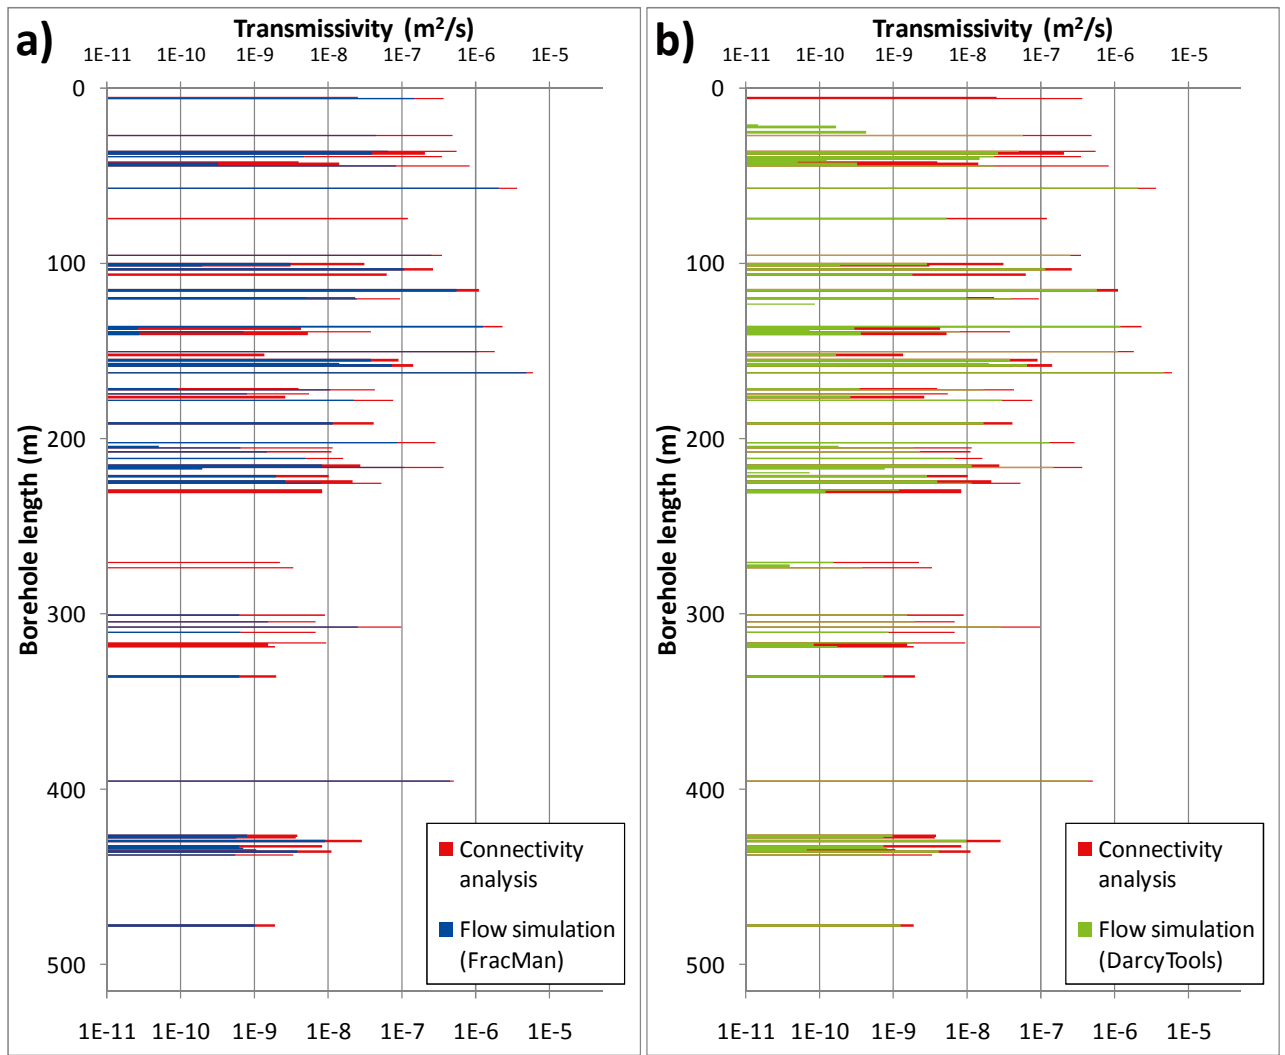 a)
Transmissivity (m²/s)
1E-11 1E-10 1E-9 1E-8 1E-7 1E-6 1E-5
0
100
200
300
400
500
Borehole length (m)
Connectivity
analysis
Flow simulation
(FracMan)
1E-11 1E-10 1E-9 1E-8 1E-7 1E-6 1E-5
b)
Transmissivity (m²/s)
1E-11 1E-10 1E-9 1E-8 1E-7 1E-6 1E-5
0
100
200
300
400
500
Borehole length (m)
Connectivity
analysis
Flow simulation
(DarcyTools)
1E-11 1E-10 1E-9 1E-8 1E-7 1E-6 1E-5